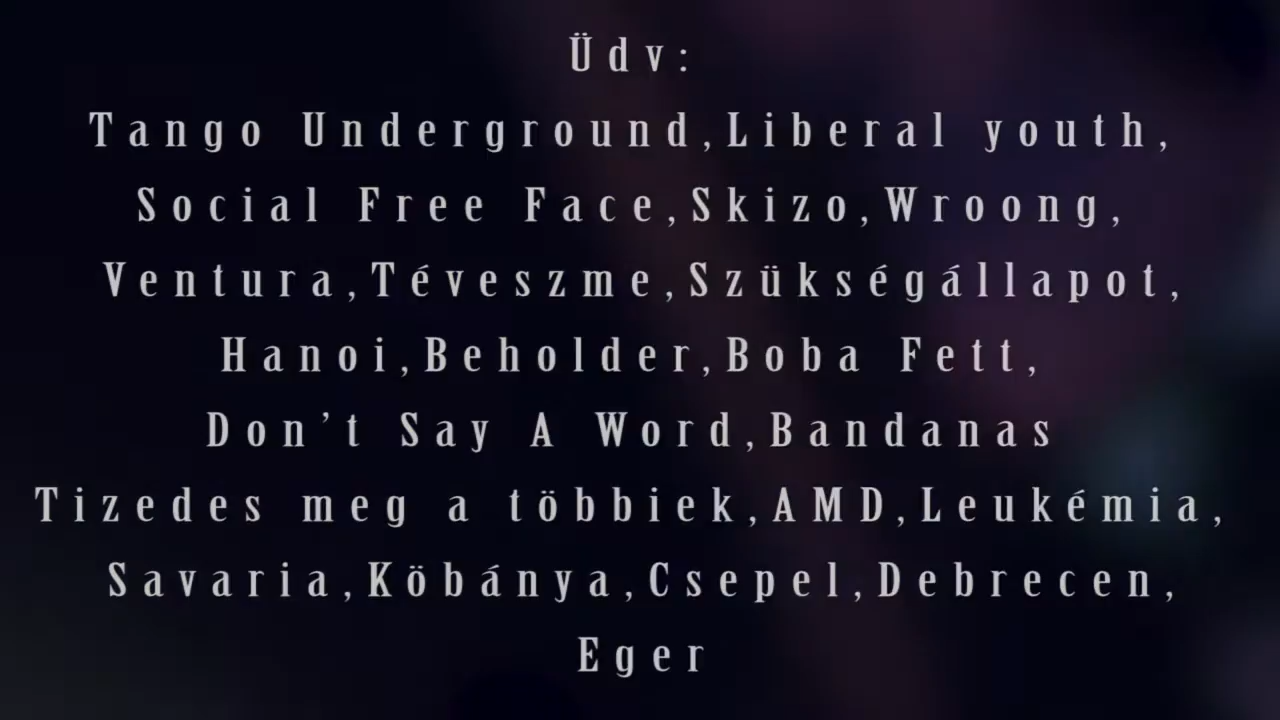 Üdv:
Tango Underground,Liberal youth,
Social Free Face,Skizo,Wroong,
Ventura,Téveszme,Szükségállapot,
Hanoi,Beholder,Boba Fett,
Don't Say A Word,Bandanas
Tizedes meg a többiek,AMD,Leukémia,
Savaria,Köbánya,Csepel,Debrecen,
Eger